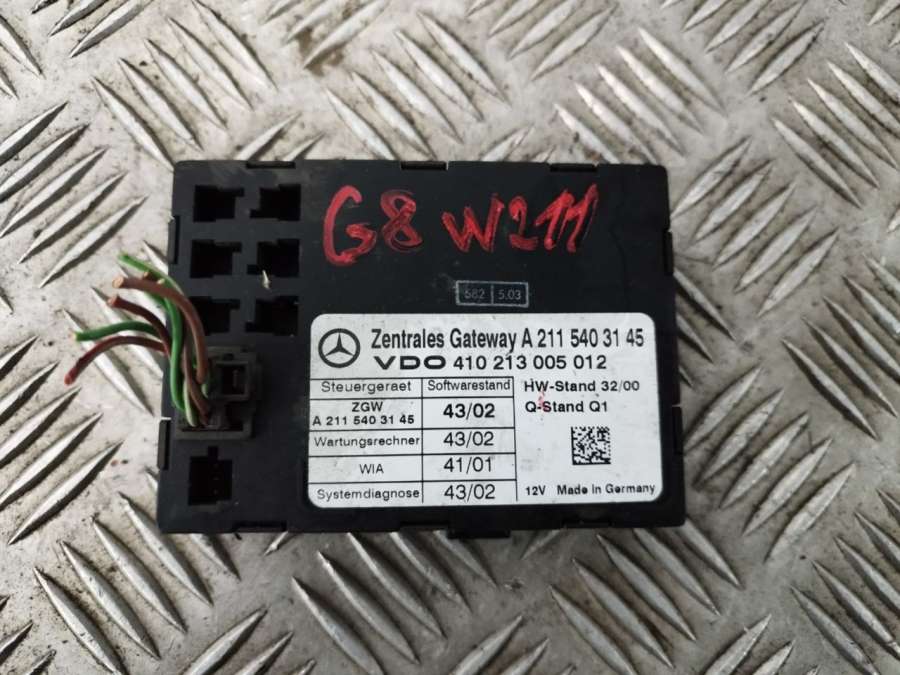 G8 W211
582 5.03
Zentrales Gateway A 211 540 31 45
VDO 410 213 005 012
Steuergeraet Softwarestand HW-Stand 32/00
ZGW
A 211 540 31 45 43/02 Q-Stand Q1
Wartungsrechner 43/02
WIA 41/01
Systemdiagnose 43/02 12V Made in Germany